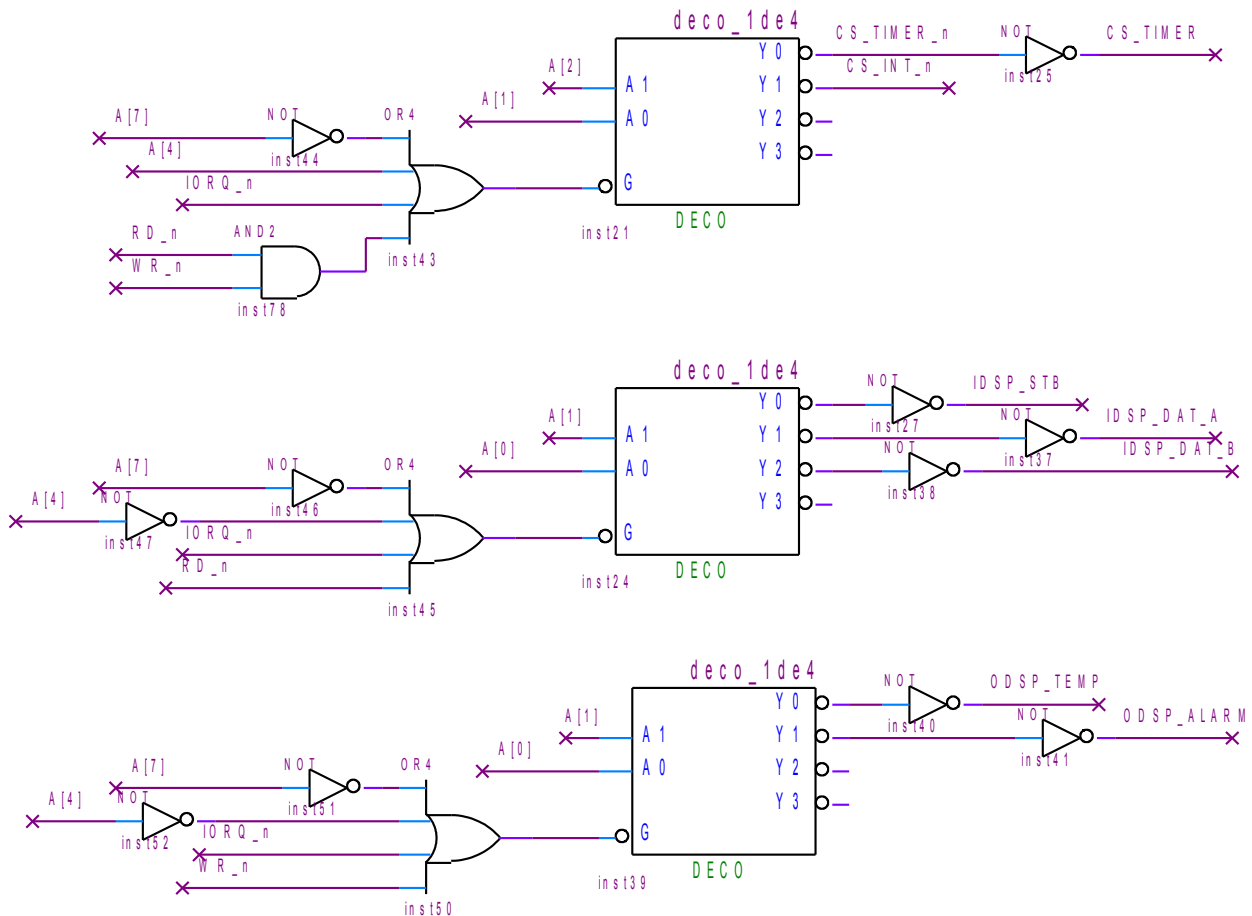 deco_1de4
CS_TIMER_n
NOT
CS_TIMER
Y0
A[2]
CS_INT_n
inst25
A1
Y1
A[1]
A0
Y2
A[7]
NOT
OR4
Y3
A[4]
inst44
IORQ_n
G
RD_n
AND2
inst21
DECO
WR_n
inst43
inst78
deco_1de4
NOT
IDSP_STB
Y0
A[1]
inst27
NOT
IDSP_DAT_A
A1
Y1
A[0]
NOT
inst37
IDSP_DAT_B
A0
Y2
A[7]
NOT
OR4
inst38
A[4]
NOT
inst46
Y3
inst47
IORQ_n
G
RD_n
inst24
DECO
inst45
deco_1de4
NOT
ODSP_TEMP
Y0
A[1]
inst40
NOT
ODSP_ALARM
A1
Y1
A[0]
inst41
A0
Y2
A[7]
NOT
OR4
A[4]
NOT
inst51
Y3
inst52
IORQ_n
G
WR_n
inst39
DECO
inst50